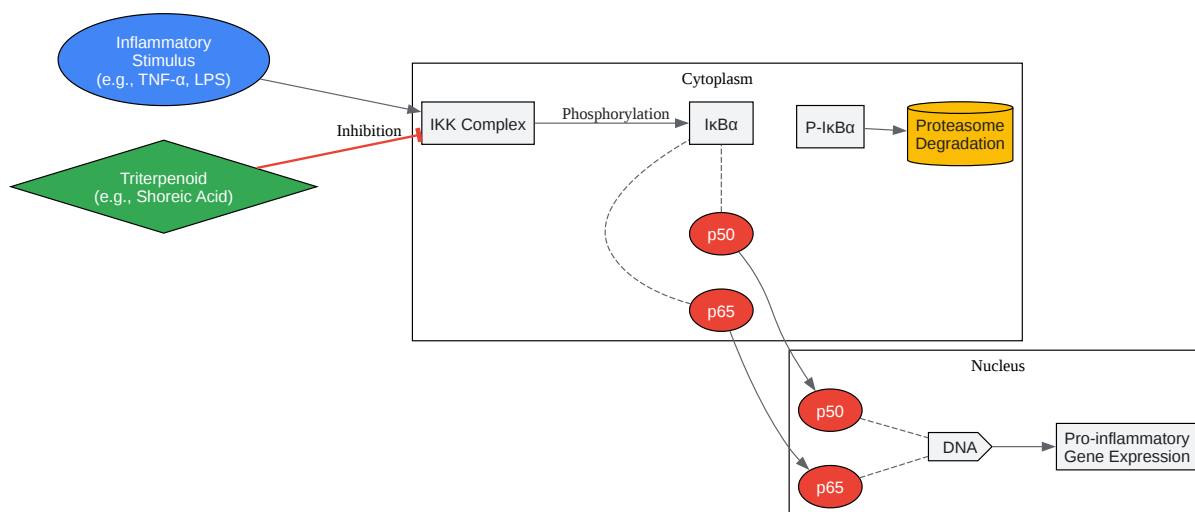 Inflammatory
Stimulus
(e.g., TNF-α, LPS)
Cytoplasm
IKK Complex
Phosphorylation
IκBα
P-IκBα
Proteasome
Degradation
Inhibition
Triterpenoid
(e.g., Shoreic Acid)
p50
p65
Nucleus
p50
DNA
Pro-inflammatory
Gene Expression
p65